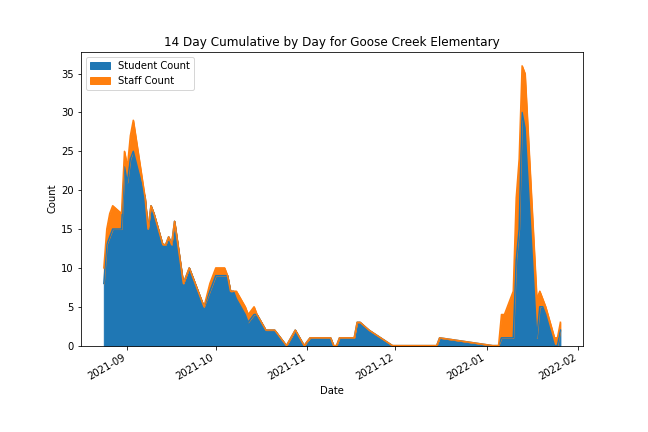 14 Day Cumulative by Day for Goose Creek Elementary
Student Count
Staff Count
35
30
25
20
15
10
5
0
Count
2021-09
2021-10
2021-11
2021-12
2022-01
2022-02
Date